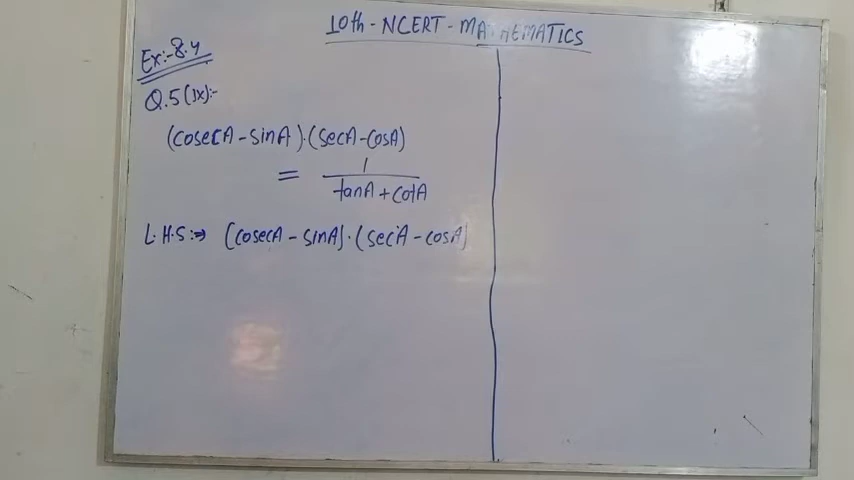 10th-NCERT-MATHEMATICS
Ex:-8.4
Q.5(ix):-
(cosecA-sinA).(secA-cosA)
= 1/(tanA+cotA)
L.H.S:⇒ (cosecA-sinA).(secA-cosA)